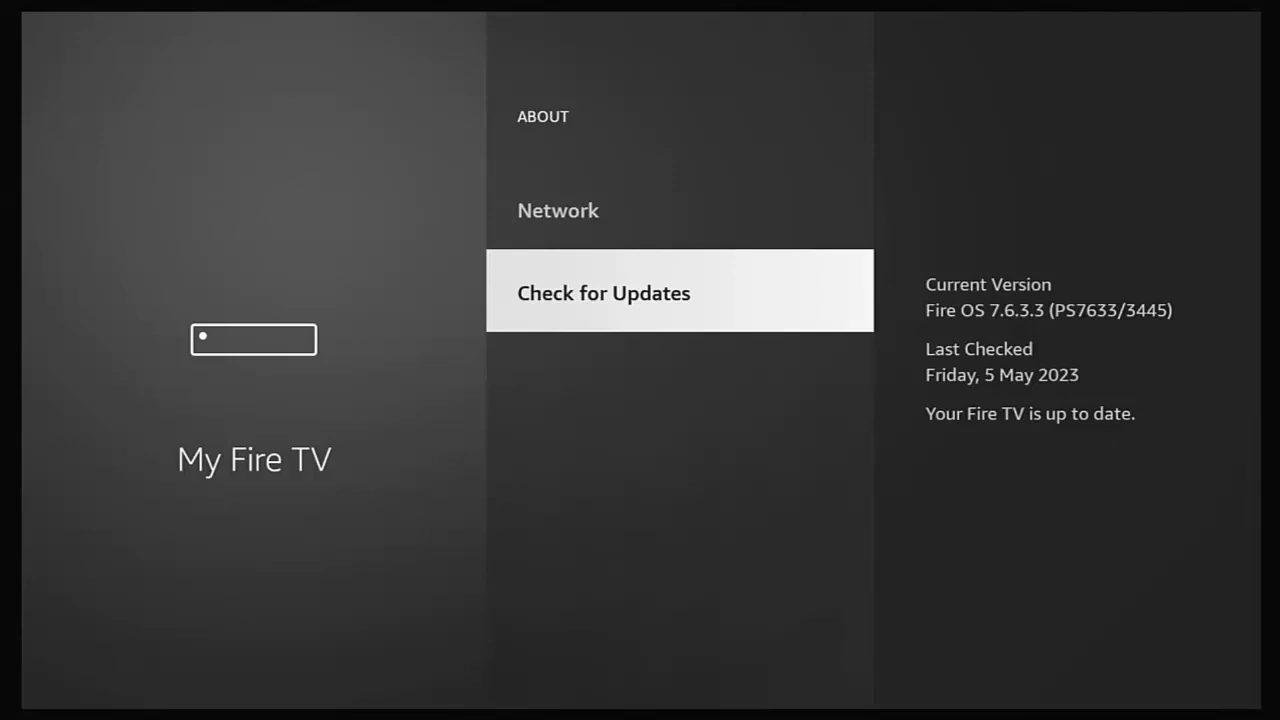 ABOUT
Network
Check for Updates
My Fire TV
Current Version
Fire OS 7.6.3.3 (PS7633/3445)
Last Checked
Friday, 5 May 2023
Your Fire TV is up to date.